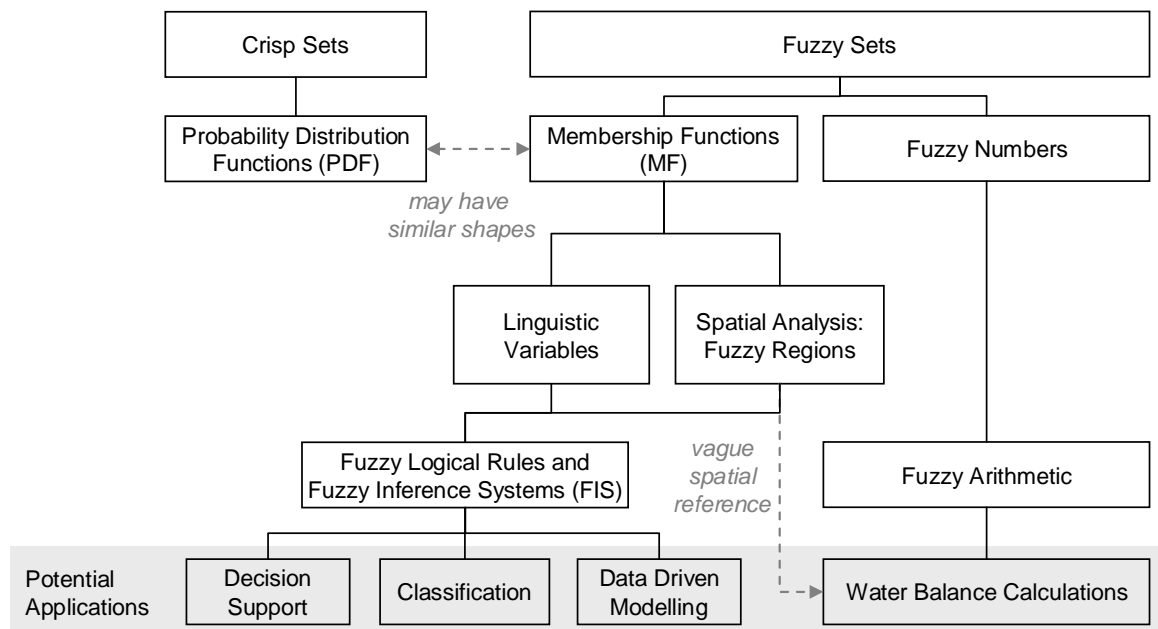 Crisp Sets
Fuzzy Sets
Probability Distribution
Functions (PDF)
Membership Functions
(MF)
Fuzzy Numbers
may have
similar shapes
Linguistic
Variables
Spatial Analysis:
Fuzzy Regions
Fuzzy Logical Rules and
Fuzzy Inference Systems (FIS)
vague
spatial
reference
Fuzzy Arithmetic
Potential
Applications
Decision
Support
Classification
Data Driven
Modelling
Water Balance Calculations